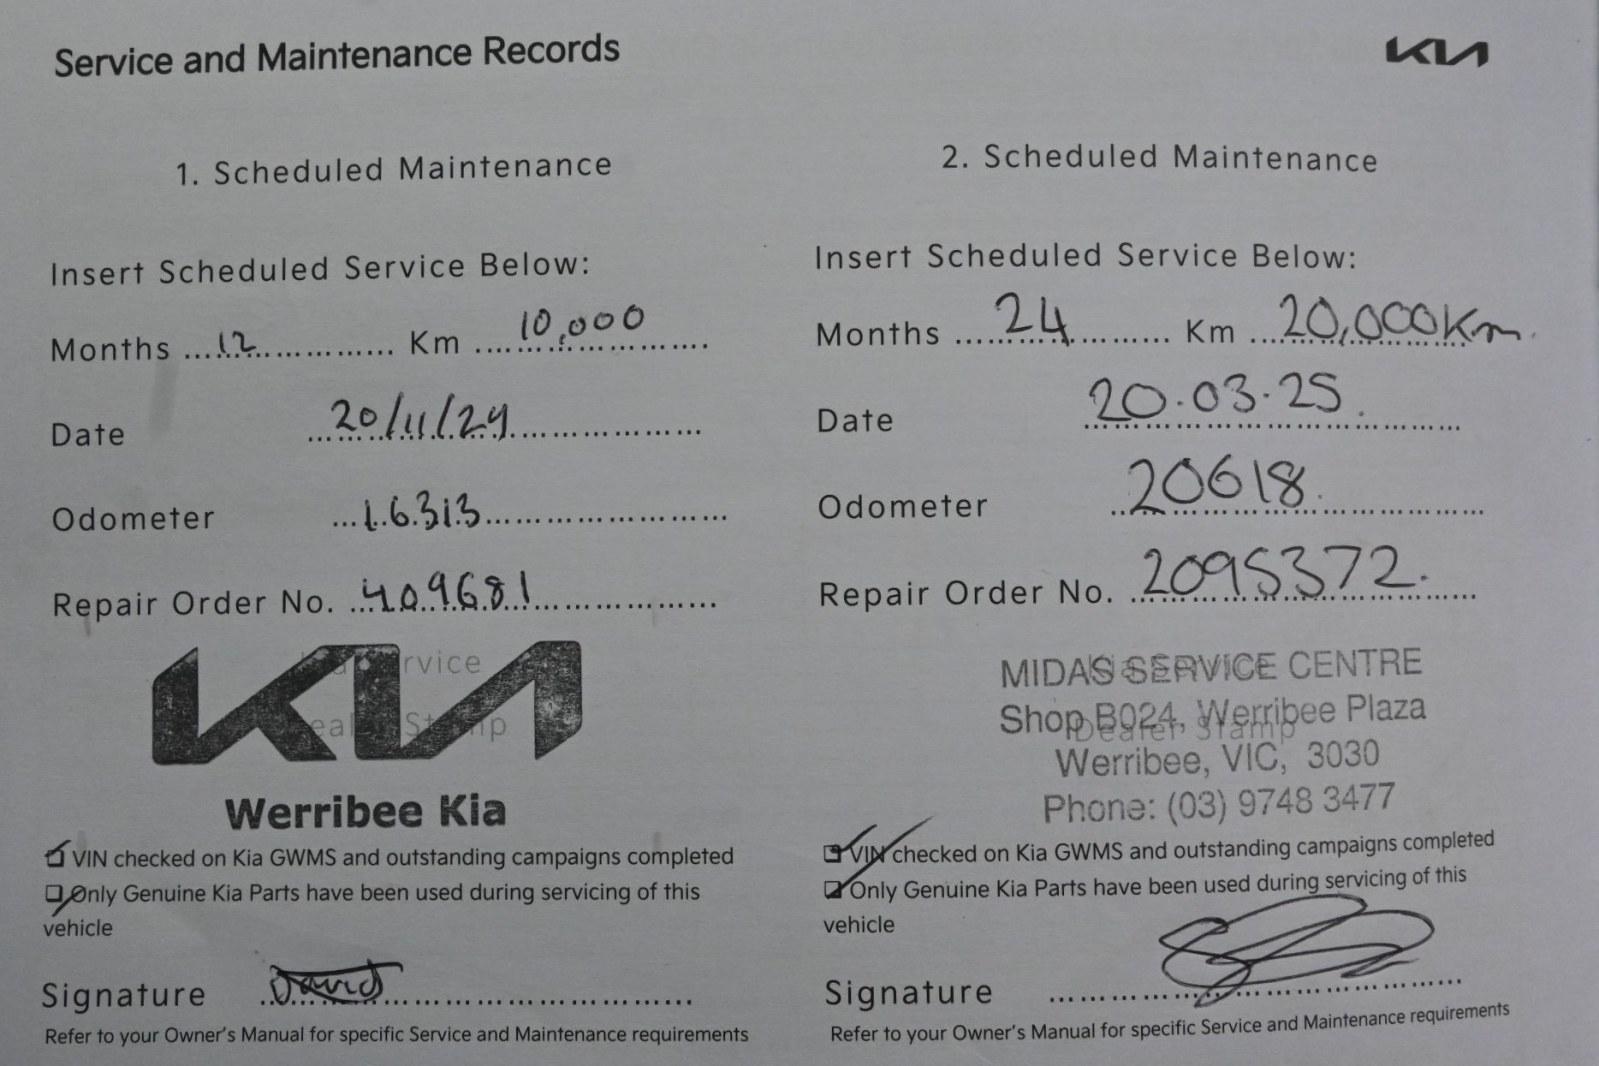 Service and Maintenance Records
KIA
1. Scheduled Maintenance
Insert Scheduled Service Below:
Months 12 Km 10,000
Date 20/11/24
Odometer 16313
Repair Order No. 409681
KIA
Dealer Stamp
Werribee Kia
VIN checked on Kia GWMS and outstanding campaigns completed
Only Genuine Kia Parts have been used during servicing of this
vehicle
Signature David
Refer to your Owner's Manual for specific Service and Maintenance requirements
2. Scheduled Maintenance
Insert Scheduled Service Below:
Months 24 Km 20,000Km
Date 20.03.25
Odometer 20618
Repair Order No. 2095372
MIDAS SERVICE CENTRE
Shop B024, Werribee Plaza
Dealer Stamp
Werribee, VIC, 3030
Phone: (03) 9748 3477
VIN checked on Kia GWMS and outstanding campaigns completed
Only Genuine Kia Parts have been used during servicing of this
vehicle
Signature
Refer to your Owner's Manual for specific Service and Maintenance requirements